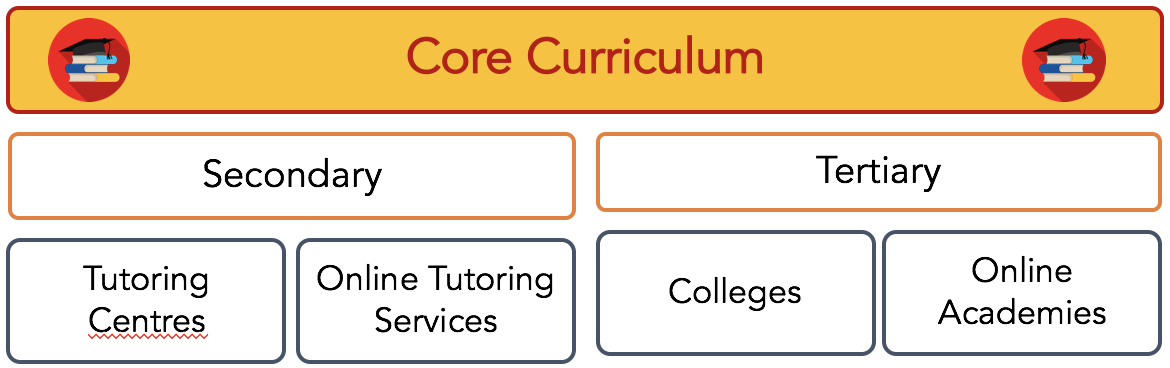 Core Curriculum
Secondary
Tertiary
Tutoring
Centres
Online Tutoring
Services
Colleges
Online
Academies